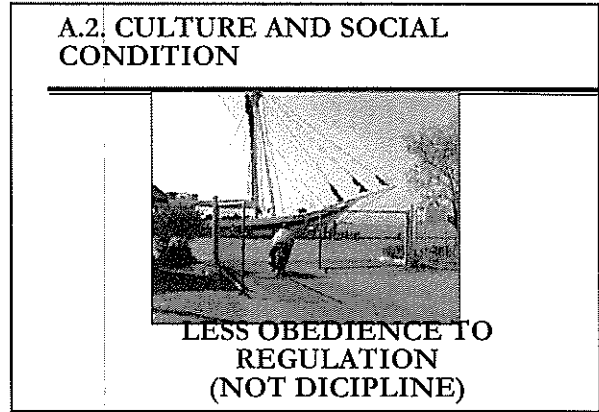 A.2. CULTURE AND SOCIAL
CONDITION
LESS OBEDIENCE TO
REGULATION
(NOT DICIPLINE)